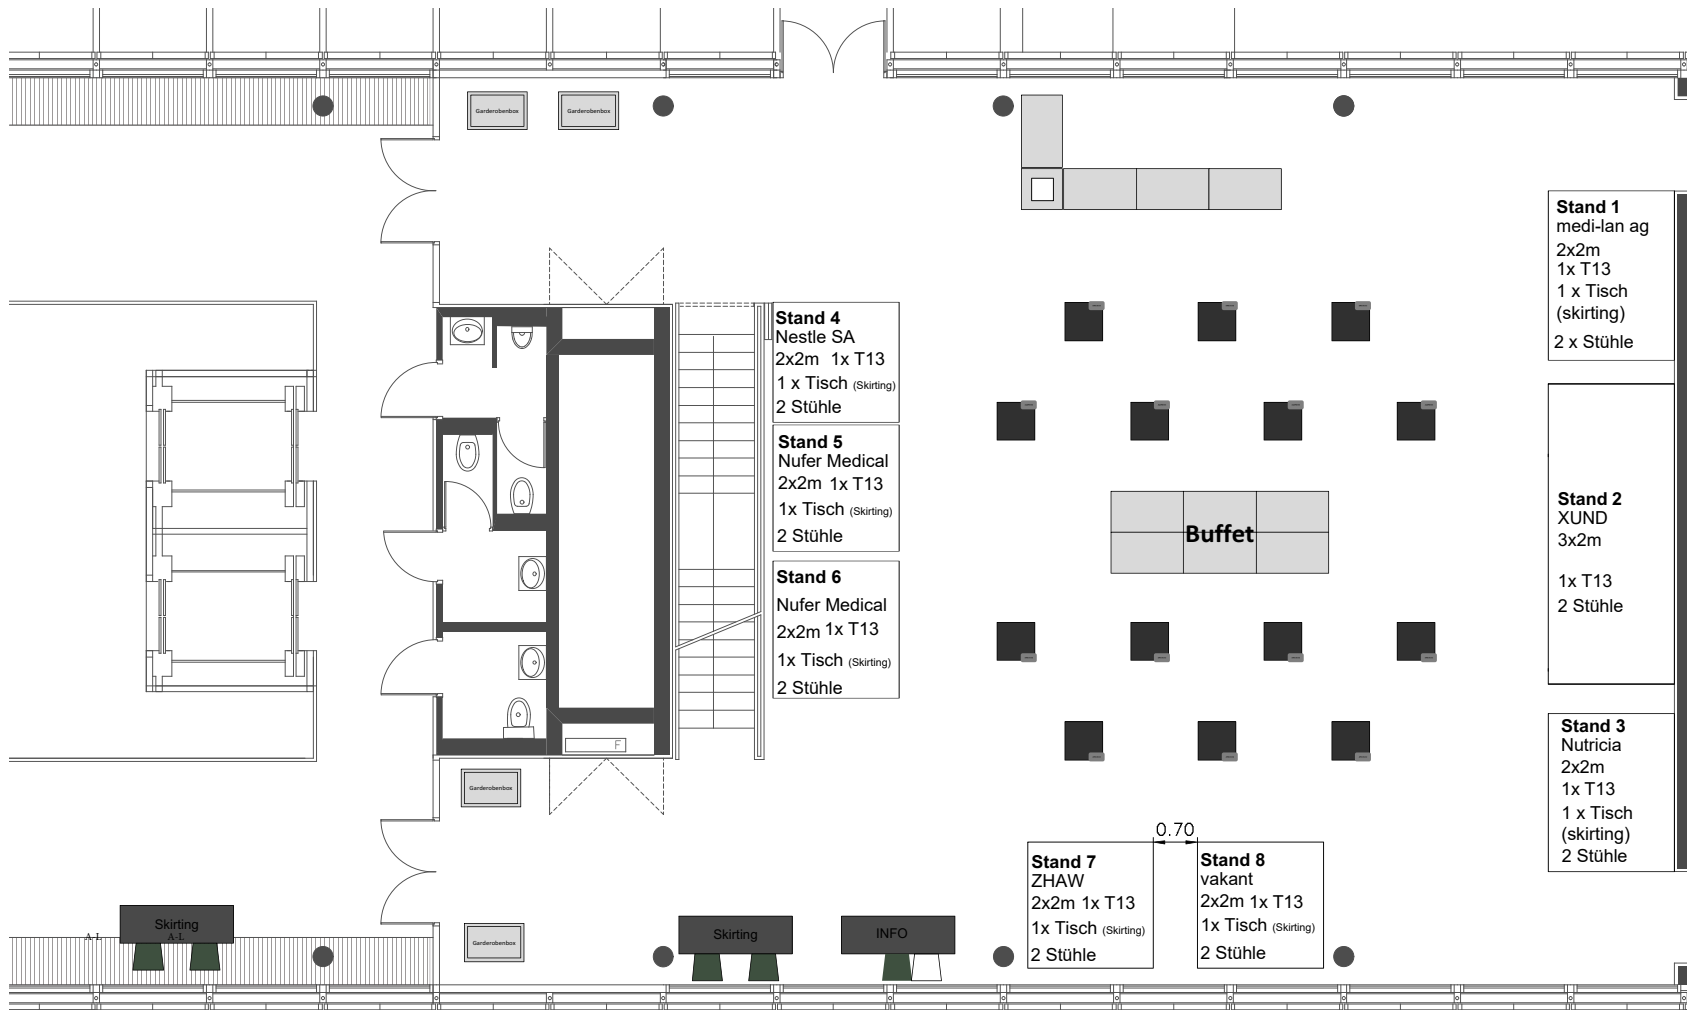 Garderobenbox
Garderobenbox
Stand 1
medi-lan ag
2x2m
1x T13
1 x Tisch
(skirting)
2 x Stühle
Stand 4
Nestle SA
2x2m 1x T13
1 x Tisch (Skirting)
2 Stühle
Stand 5
Nufer Medical
2x2m 1x T13
1x Tisch (Skirting)
2 Stühle
Stand 6
Nufer Medical
2x2m 1x T13
1x Tisch (Skirting)
2 Stühle
Buffet
Stand 2
XUND
3x2m
1x T13
2 Stühle
Stand 3
Nutricia
2x2m
1x T13
1 x Tisch
(skirting)
2 Stühle
F
Garderobenbox
0.70
Stand 7
ZHAW
2x2m 1x T13
1x Tisch (Skirting)
2 Stühle
Stand 8
vakant
2x2m 1x T13
1x Tisch (Skirting)
2 Stühle
Skirting
A-L
A-L
Garderobenbox
Skirting
INFO